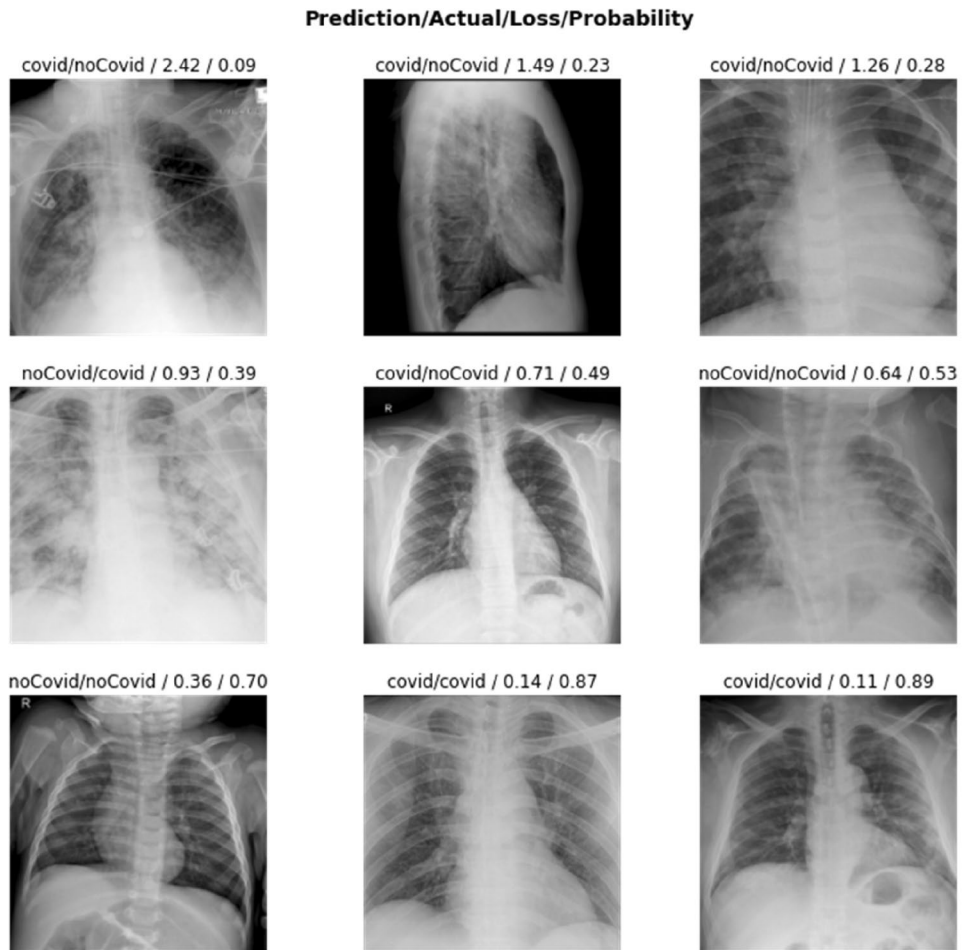 Prediction/Actual/Loss/Probability
covid/noCovid / 2.42 / 0.09
covid/noCovid / 1.49 / 0.23
covid/noCovid / 1.26 / 0.28
noCovid/covid / 0.93 / 0.39
covid/noCovid / 0.71 / 0.49
noCovid/noCovid / 0.64 / 0.53
R
noCovid/noCovid / 0.36 / 0.70
covid/covid / 0.14 / 0.87
covid/covid / 0.11 / 0.89
R